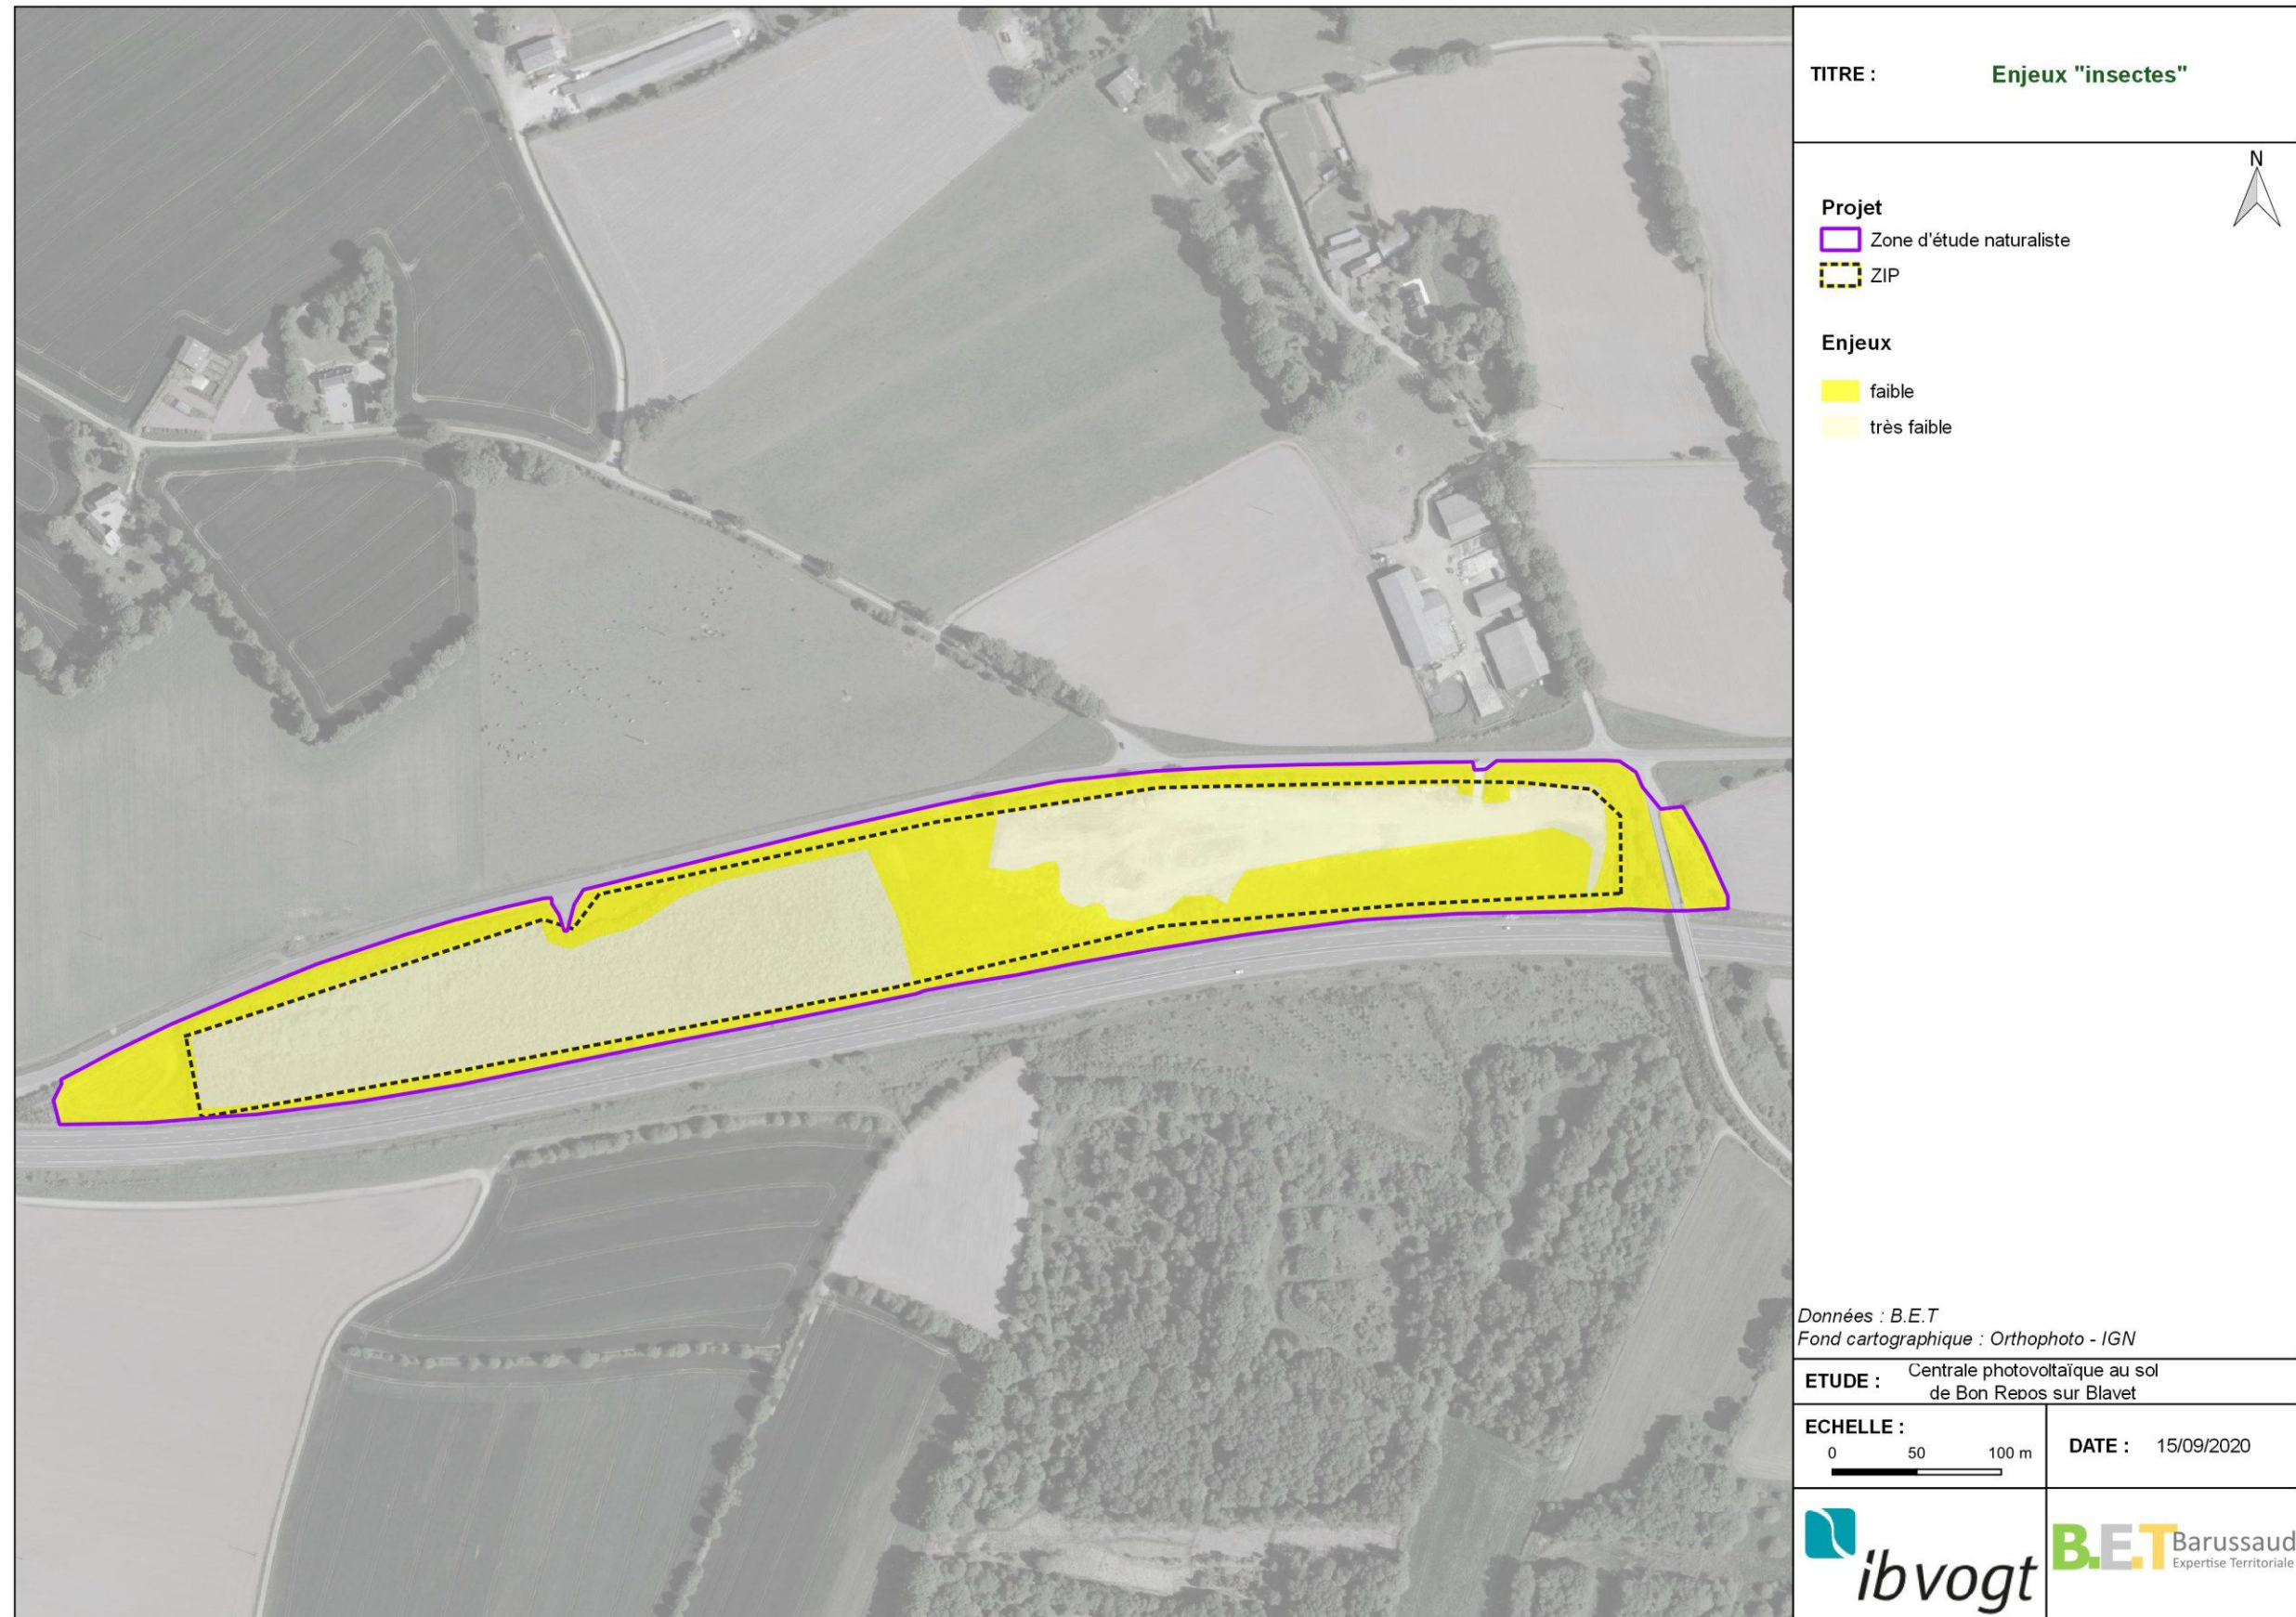 TITRE : Enjeux "insectes"
N
Projet
Zone d'étude naturaliste
ZIP
Enjeux
faible
très faible
Données : B.E.T
Fond cartographique : Orthophoto - IGN
ETUDE : Centrale photovoltaïque au sol
de Bon Repos sur Blavet
ECHELLE :
0 50 100 m
DATE : 15/09/2020
ibvogt
B.E.T Barussaud
Expertise Territoriale